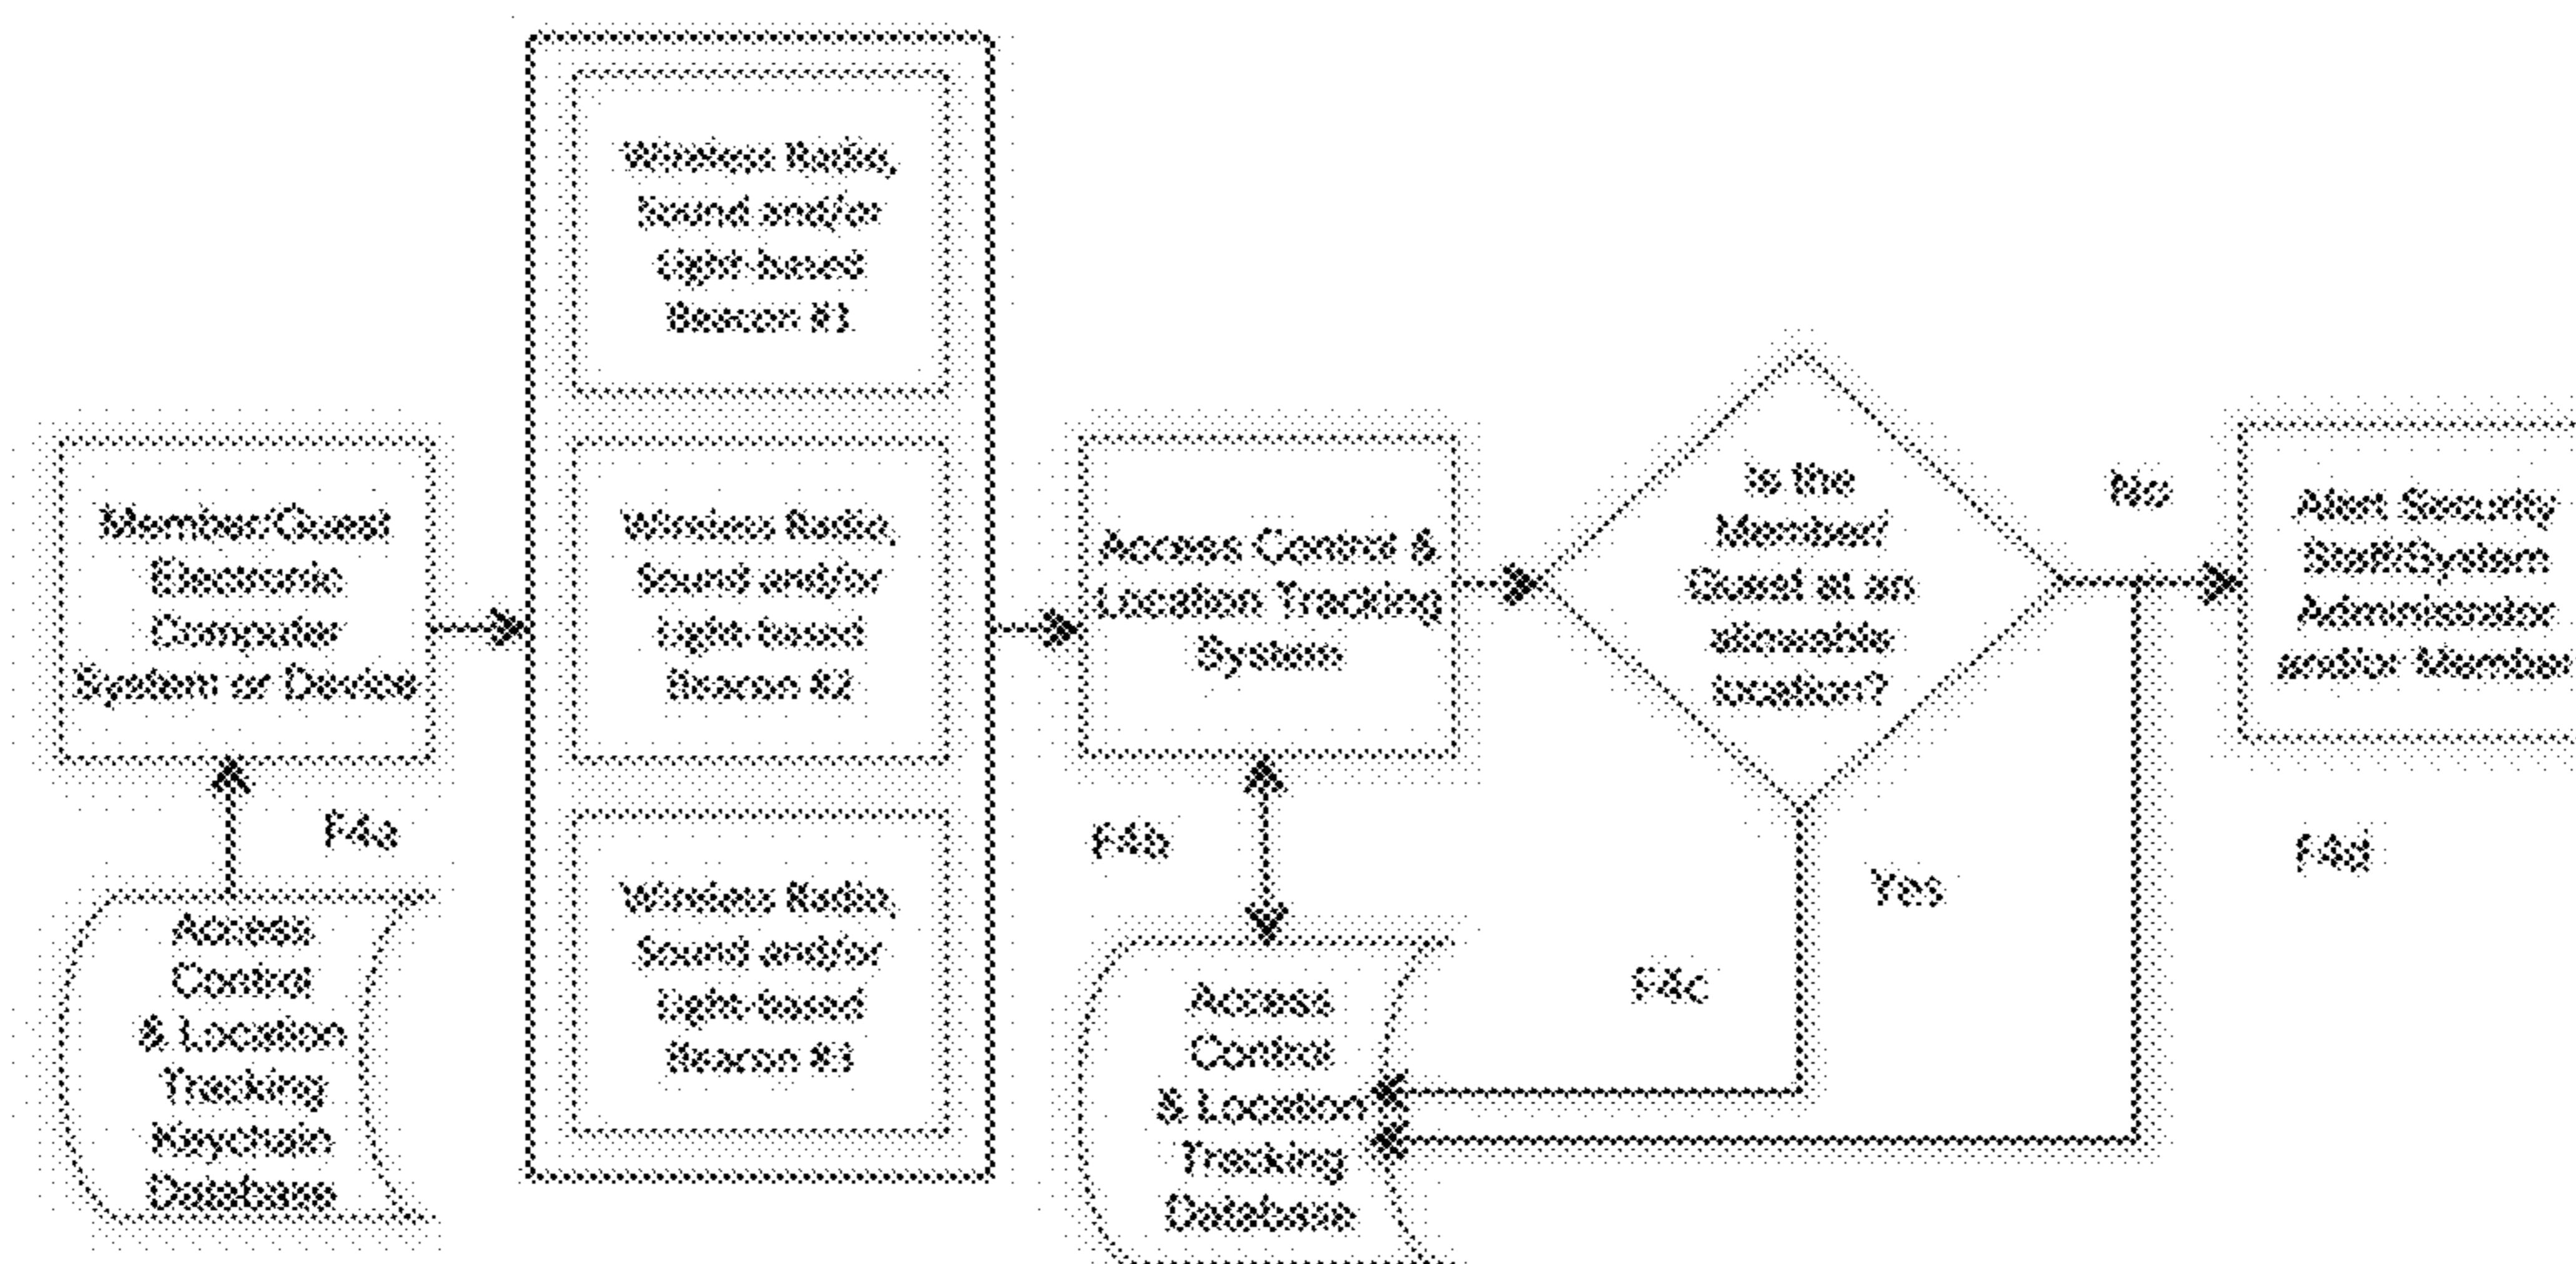 Wireless Radio,
Sound and/or
Light-based
Beacon #1
Member/Guest
Electronic
Computer
System or Device
Wireless Radio,
Sound and/or
Light-based
Beacon #2
Access Control &
Location Tracking
System
Is the
Member/
Guest at an
allowable
location?
No
Alert Security
Staff/System
Administrator
and/or Member
F4a
F4b
F4d
Yes
Access
Control
& Location
Tracking
Keychain
Database
Wireless Radio,
Sound and/or
Light-based
Beacon #3
F4c
Access
Control
& Location
Tracking
Database